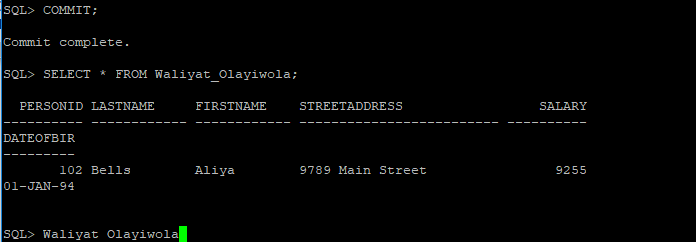 SQL> COMMIT;
Commit complete.
SQL> SELECT * FROM Waliyat_Olayiwola;
PERSONID LASTNAME FIRSTNAME STREETADDRESS SALARY
---------- ------------ ------------ ------------------------- ----------
DATEOFBIR
---------
102 Bells Aliya 9789 Main Street 9255
01-JAN-94
SQL> Waliyat Olayiwola